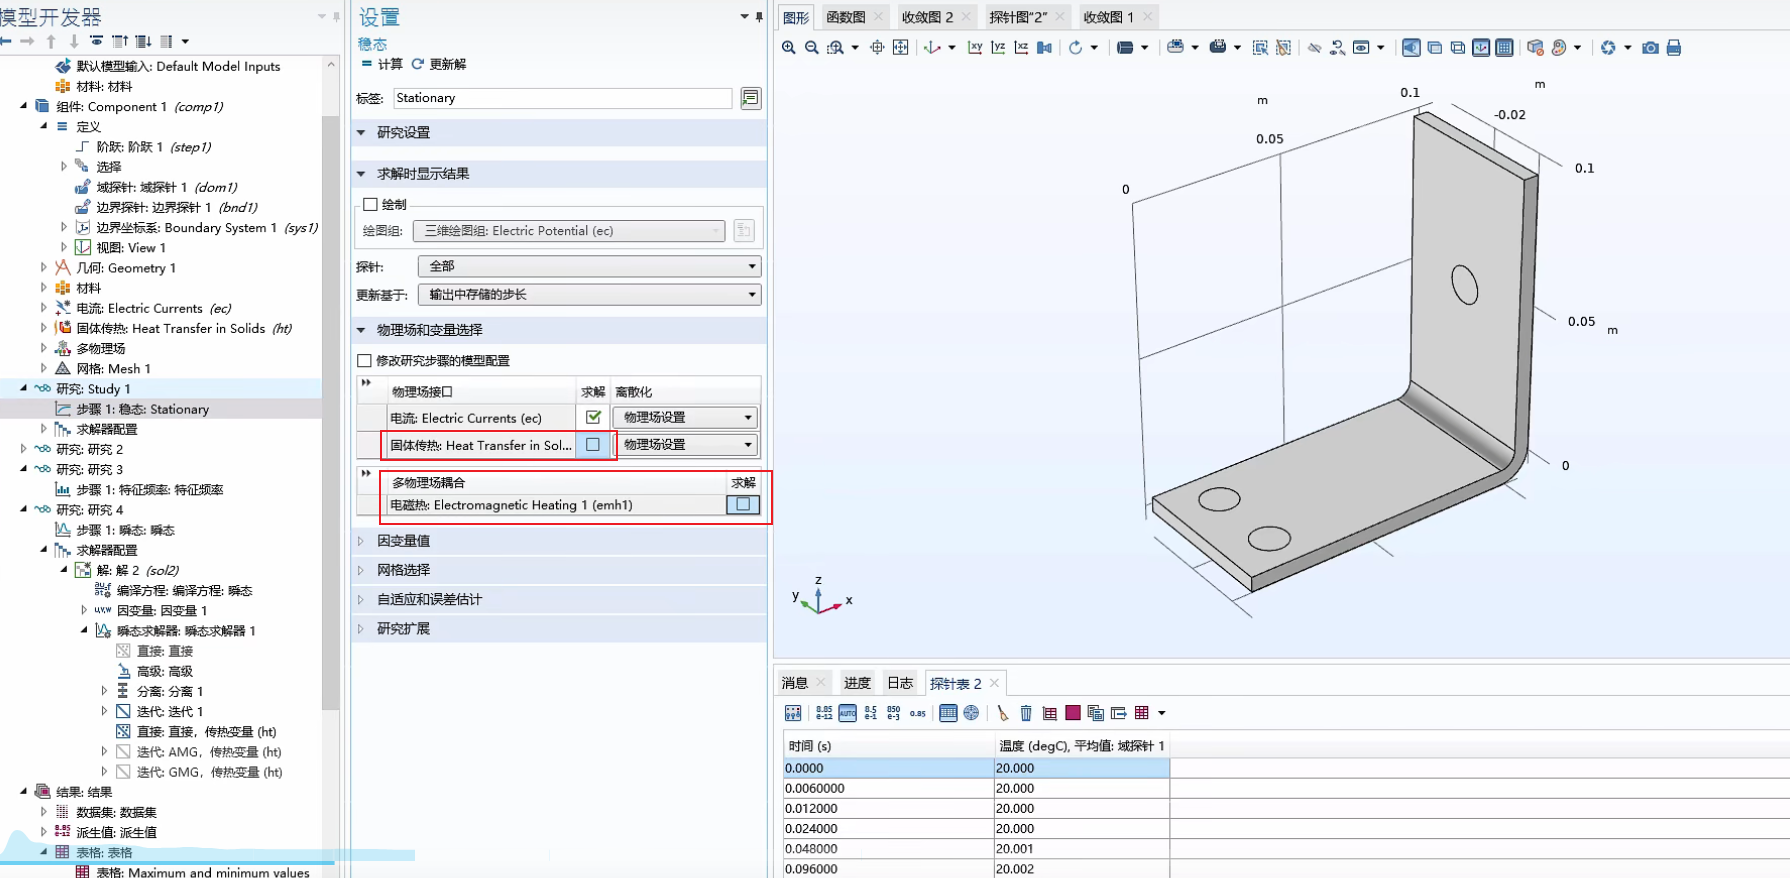 模型开发器
默认模型输入: Default Model Inputs
材料: 材料
组件: Component 1 (comp1)
定义
阶跃: 阶跃 1 (step1)
选择
域探针: 域探针 1 (dom1)
边界探针: 边界探针 1 (bnd1)
边界坐标系: Boundary System 1 (sys1)
视图: View 1
几何: Geometry 1
材料
电流: Electric Currents (ec)
固体传热: Heat Transfer in Solids (ht)
多物理场
网格: Mesh 1
研究: Study 1
步骤 1: 稳态: Stationary
求解器配置
研究: 研究 2
研究: 研究 3
步骤 1: 特征频率: 特征频率
研究: 研究 4
步骤 1: 瞬态: 瞬态
求解器配置
解: 解 2 (sol2)
编译方程: 编译方程: 瞬态
因变量: 因变量 1
瞬态求解器: 瞬态求解器 1
直接: 直接
高级: 高级
分离: 分离 1
迭代: 迭代 1
直接: 直接, 传热变量 (ht)
迭代: AMG, 传热变量 (ht)
迭代: GMG, 传热变量 (ht)
结果: 结果
数据集: 数据集
派生值: 派生值
表格: 表格
表格: Maximum and minimum values
设置
稳态
= 计算 更新解
标签: Stationary
研究设置
求解时显示结果
绘制
绘图组: 三维绘图组: Electric Potential (ec)
探针: 全部
更新基于: 输出中存储的步长
物理场和变量选择
修改研究步骤的模型配置
物理场接口 求解 离散化
电流: Electric Currents (ec) 物理场设置
固体传热: Heat Transfer in Sol... 物理场设置
多物理场耦合 求解
电磁热: Electromagnetic Heating 1 (emh1)
因变量值
网格选择
自适应和误差估计
研究扩展
图形 函数图 收敛图 2 探针图“2” 收敛图 1
m
0.1
m
-0.02
0.05
0.1
0
0.05
m
0
z
y
x
消息 进度 日志 探针表 2
8.85 e-12 AUTO 8.5 e-1 850 e-3 0.85
时间 (s) 温度 (degC), 平均值: 域探针 1
0.0000 20.000
0.0060000 20.000
0.012000 20.000
0.024000 20.000
0.048000 20.001
0.096000 20.002